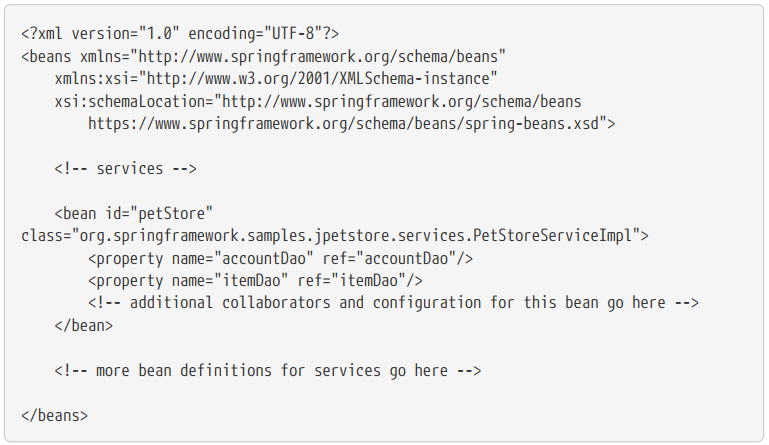 <?xml version="1.0" encoding="UTF-8"?>
<beans xmlns="http://www.springframework.org/schema/beans"
    xmlns:xsi="http://www.w3.org/2001/XMLSchema-instance"
    xsi:schemaLocation="http://www.springframework.org/schema/beans
        https://www.springframework.org/schema/beans/spring-beans.xsd">
    <!-- services -->
    <bean id="petStore"
class="org.springframework.samples.jpetstore.services.PetStoreServiceImpl">
        <property name="accountDao" ref="accountDao"/>
        <property name="itemDao" ref="itemDao"/>
        <!-- additional collaborators and configuration for this bean go here -->
    </bean>
    <!-- more bean definitions for services go here -->
</beans>